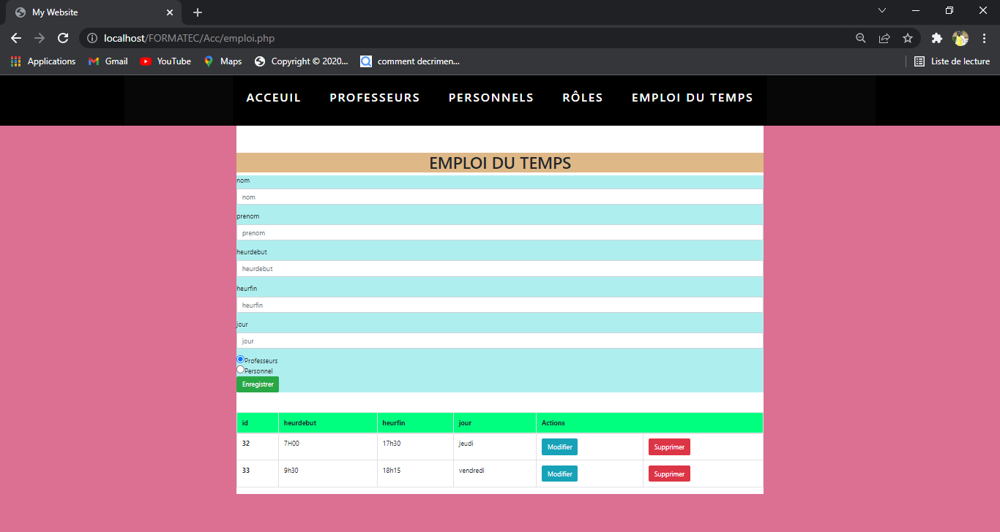 My Website
localhost/FORMATEC/Acc/emploi.php
Applications Gmail YouTube Maps Copyright © 2020... comment decrimen... Liste de lecture
ACCEUIL PROFESSEURS PERSONNELS RÔLES EMPLOI DU TEMPS
EMPLOI DU TEMPS
nom
nom
prenom
prenom
heurdebut
heurdebut
heurfin
heurfin
jour
jour
Professeurs
Personnel
Enregistrer
id heurdebut heurfin jour Actions
32 7H00 17h30 jeudi Modifier Supprimer
33 9h30 18h15 vendredi Modifier Supprimer